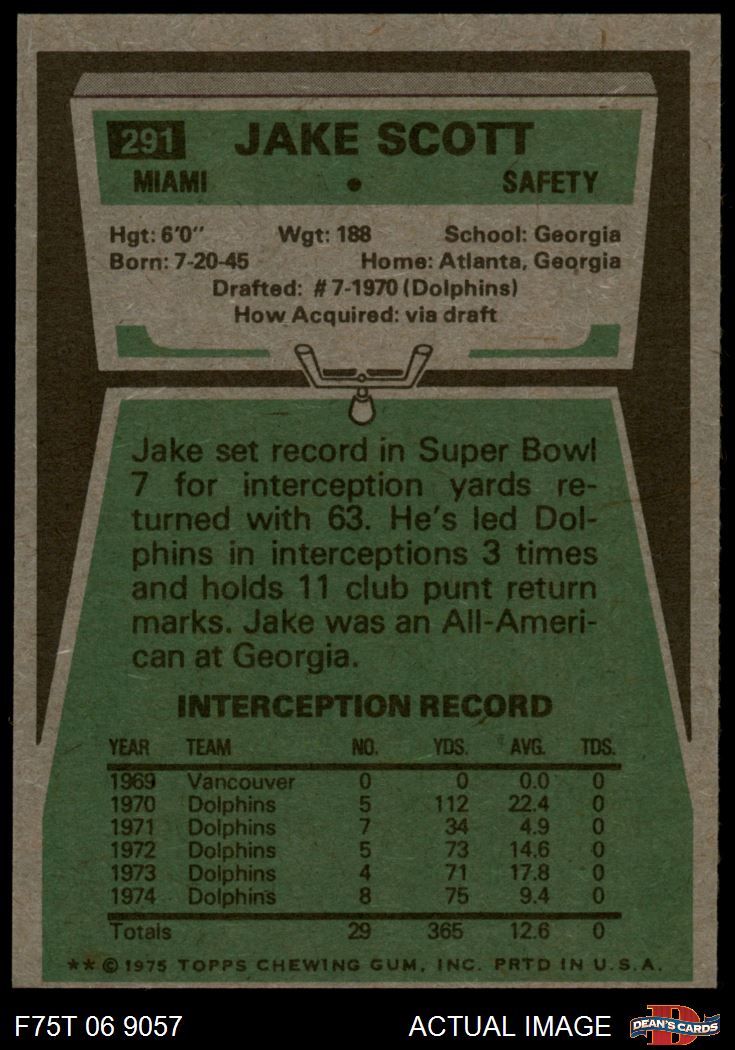 291 JAKE SCOTT
MIAMI • SAFETY
Hgt: 6'0" Wgt: 188 School: Georgia
Born: 7-20-45 Home: Atlanta, Georgia
Drafted: #7-1970 (Dolphins)
How Acquired: via draft
Jake set record in Super Bowl
7 for interception yards re-
turned with 63. He's led Dol-
phins in interceptions 3 times
and holds 11 club punt return
marks. Jake was an All-Ameri-
can at Georgia.
INTERCEPTION RECORD
YEAR TEAM NO. YDS. AVG. TDS.
1969 Vancouver 0 0 0.0 0
1970 Dolphins 5 112 22.4 0
1971 Dolphins 7 34 4.9 0
1972 Dolphins 5 73 14.6 0
1973 Dolphins 4 71 17.8 0
1974 Dolphins 8 75 9.4 0
Totals 29 365 12.6 0
** © 1975 TOPPS CHEWING GUM, INC. PRTD IN U.S.A.
F75T 06 9057 ACTUAL IMAGE D DEAN'S CARDS